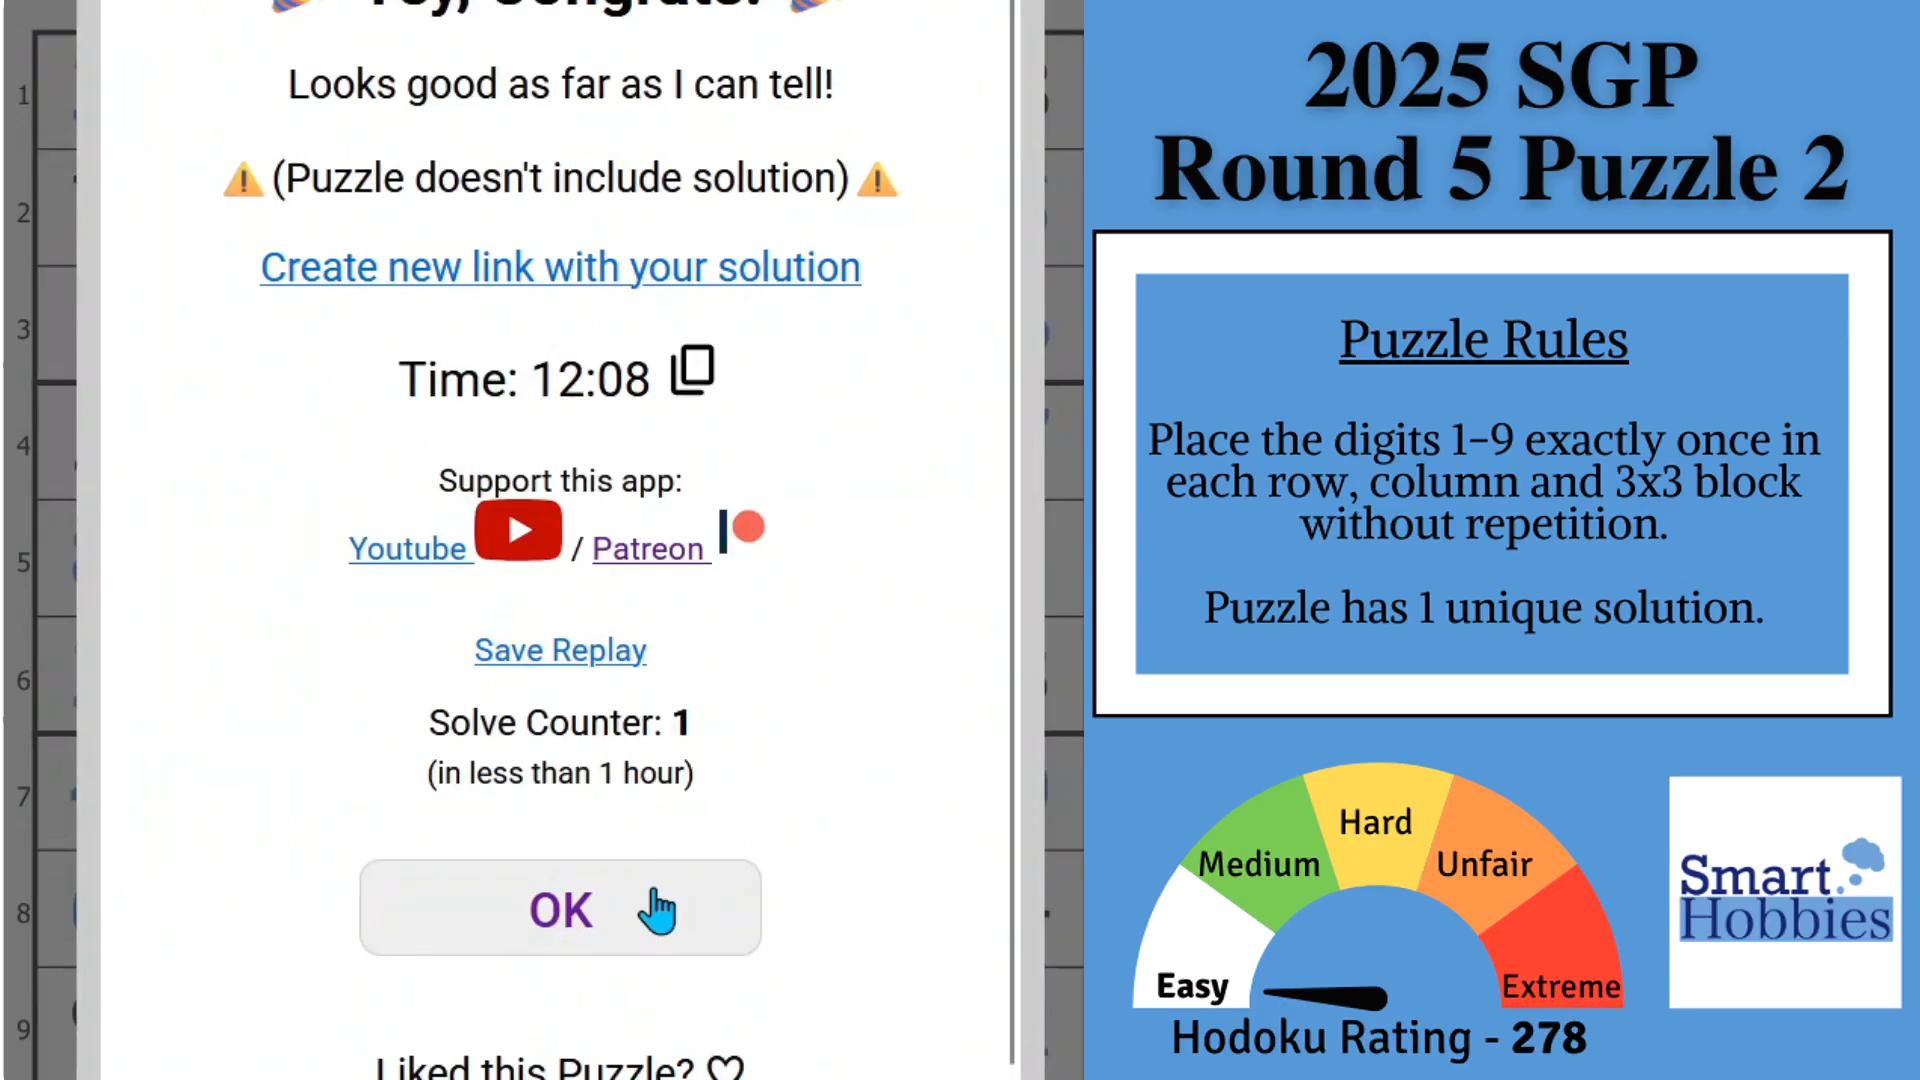 Yay, Congrats!
Looks good as far as I can tell!
(Puzzle doesn't include solution)
Create new link with your solution
Time: 12:08
Support this app:
Youtube / Patreon
Save Replay
Solve Counter: 1
(in less than 1 hour)
OK
Liked this Puzzle?
1
2
3
4
5
6
7
8
9
2025 SGP
Round 5 Puzzle 2
Puzzle Rules
Place the digits 1-9 exactly once in
each row, column and 3x3 block
without repetition.
Puzzle has 1 unique solution.
Easy
Medium
Hard
Unfair
Extreme
Hodoku Rating - 278
Smart
Hobbies